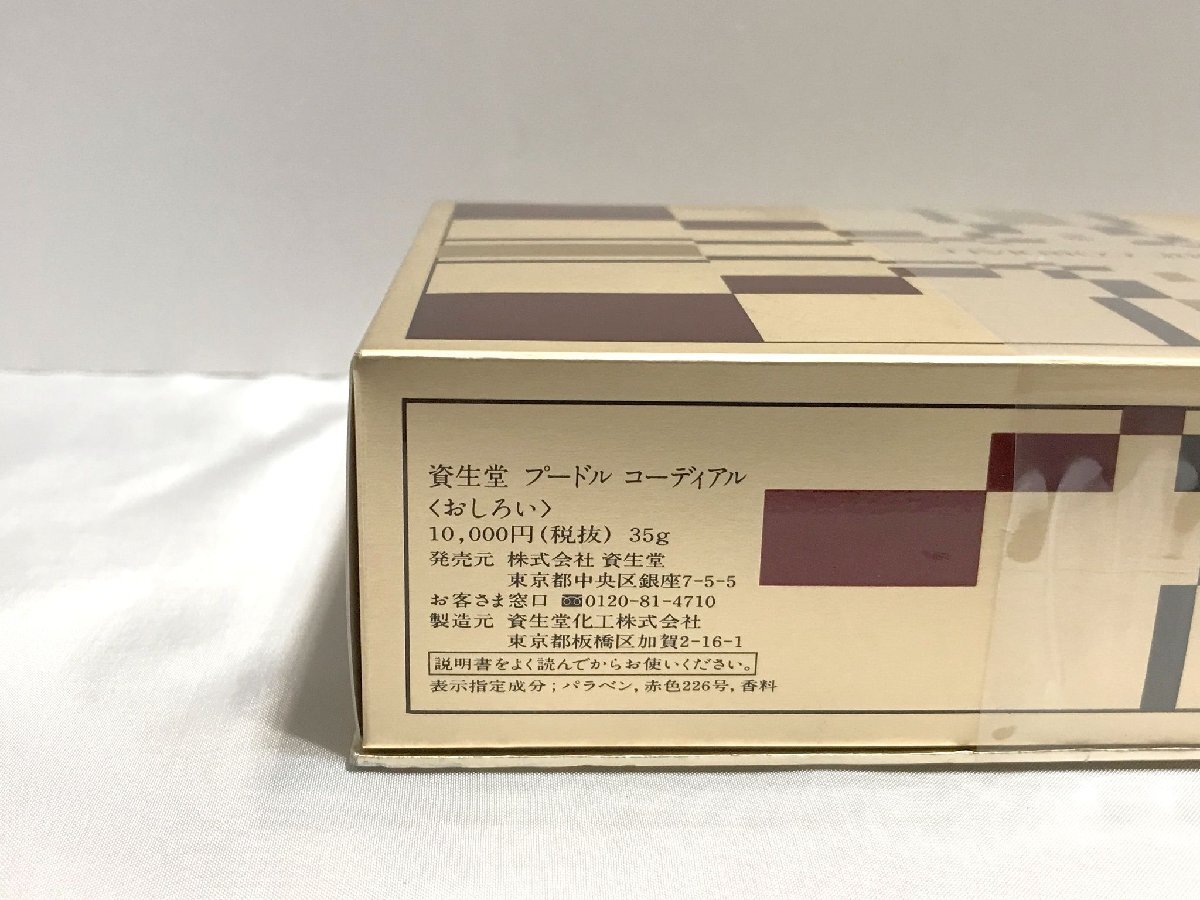 資生堂 プードル コーディアル
〈おしろい〉
10,000円(税抜) 35g
発売元 株式会社 資生堂
東京都中央区銀座7-5-5
お客さま窓口 0120-81-4710
製造元 資生堂化工株式会社
東京都板橋区加賀2-16-1
説明書をよく読んでからお使いください。
表示指定成分;パラベン,赤色226号,香料